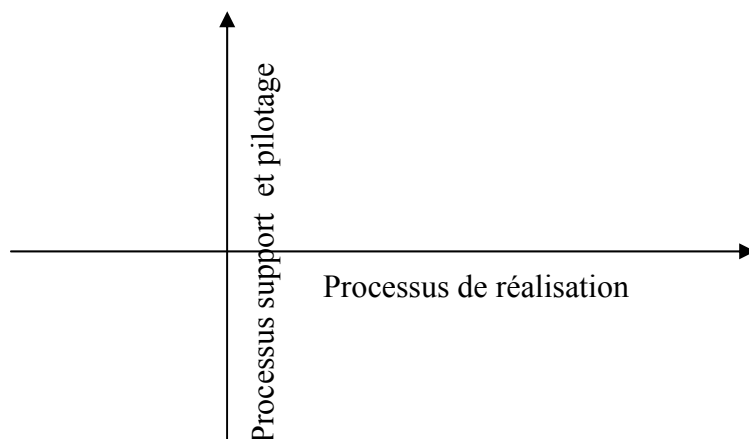 Processus support et pilotage
Processus de réalisation